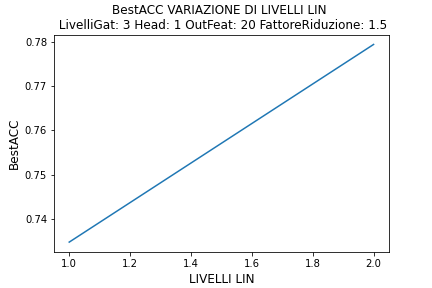 BestACC VARIAZIONE DI LIVELLI LIN
LivelliGat: 3 Head: 1 OutFeat: 20 FattoreRiduzione: 1.5
BestACC
0.78
0.77
0.76
0.75
0.74
1.0 1.2 1.4 1.6 1.8 2.0
LIVELLI LIN